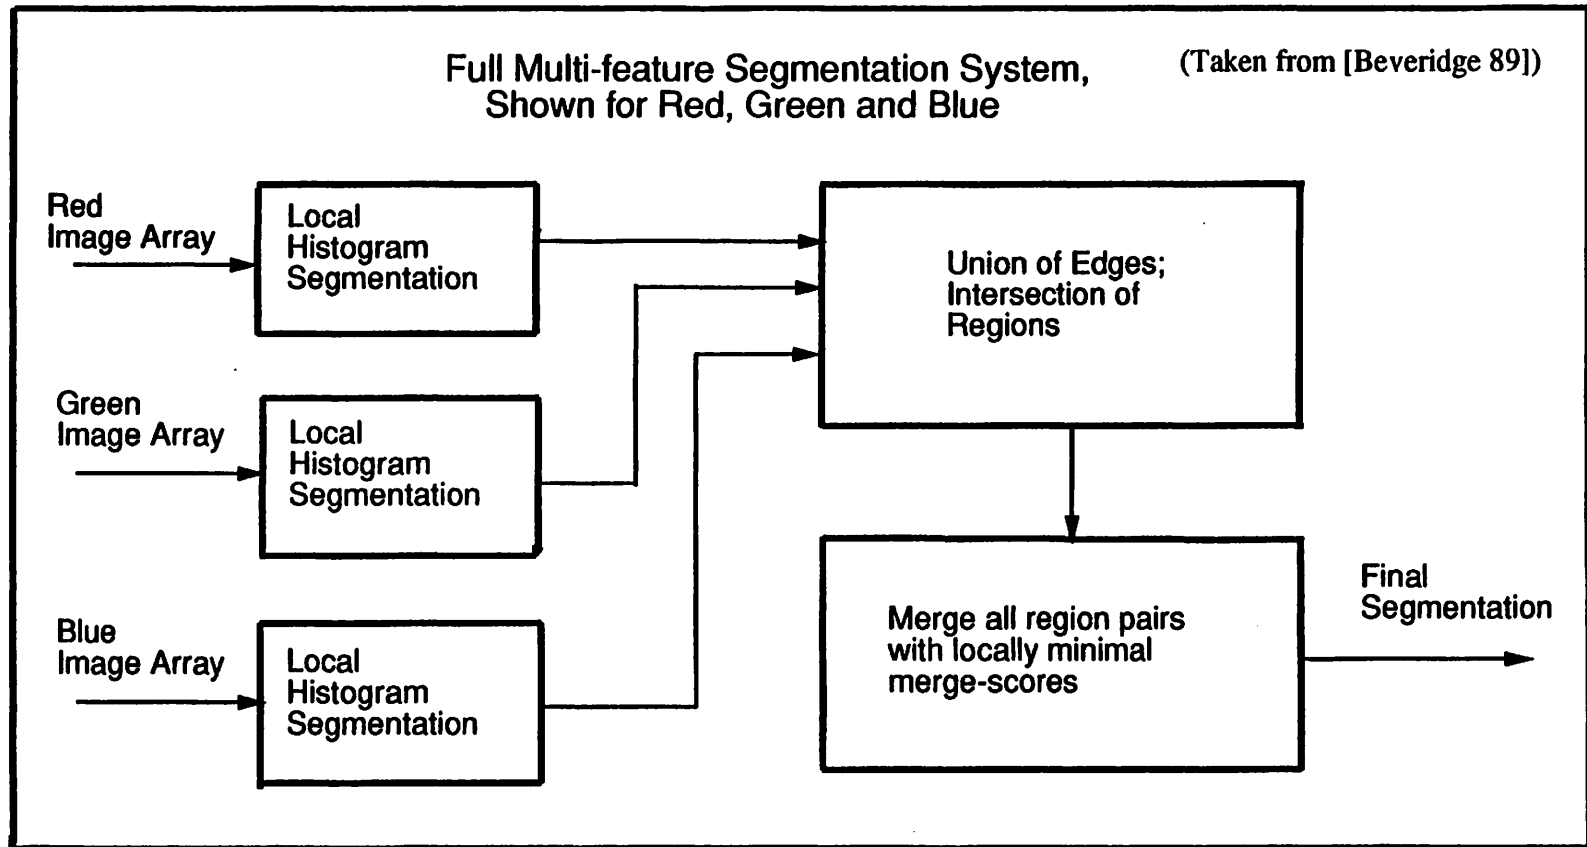 Full Multi-feature Segmentation System,
Shown for Red, Green and Blue
(Taken from [Beveridge 89])
Red
Image Array
Local
Histogram
Segmentation
Green
Image Array
Local
Histogram
Segmentation
Blue
Image Array
Local
Histogram
Segmentation
Union of Edges;
Intersection of
Regions
Merge all region pairs
with locally minimal
merge-scores
Final
Segmentation